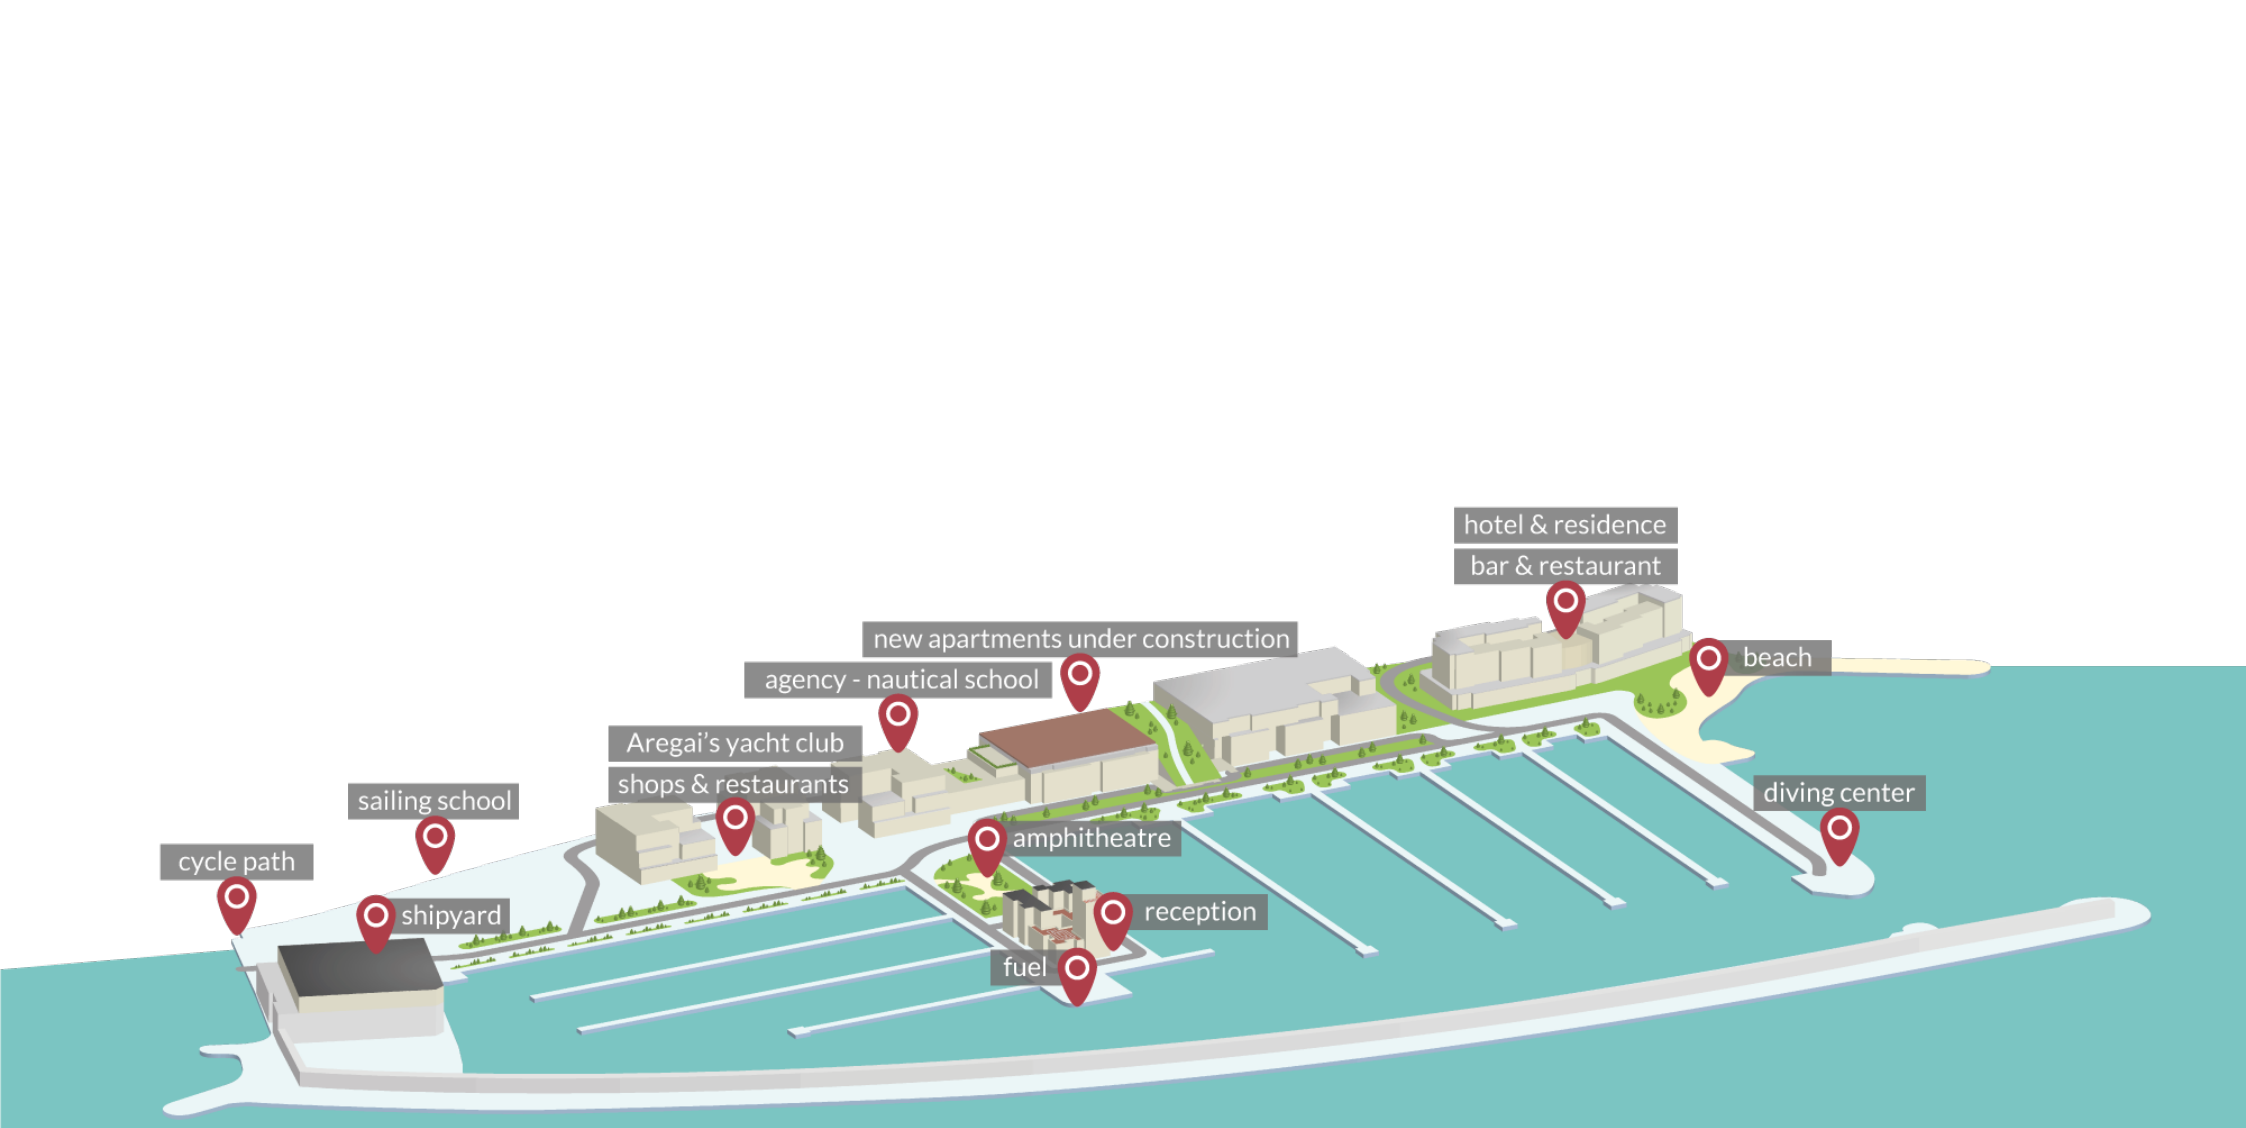 hotel & residence
bar & restaurant
new apartments under construction
beach
agency - nautical school
Aregai’s yacht club
shops & restaurants
sailing school
diving center
amphitheatre
cycle path
shipyard
reception
fuel